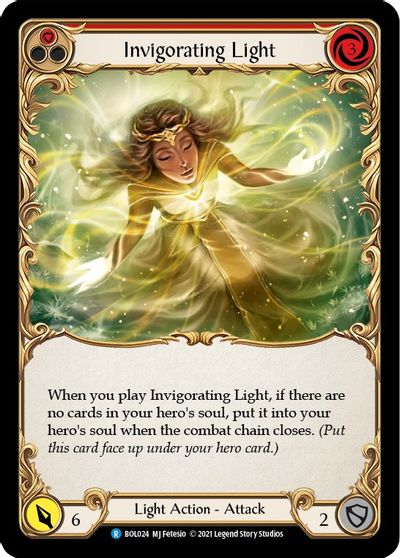 Invigorating Light
3
When you play Invigorating Light, if there are
no cards in your hero's soul, put it into your
hero's soul when the combat chain closes. (Put
this card face up under your hero card.)
6
Light Action - Attack
2
R BOL024 MJ Fetesio © 2021 Legend Story Studios